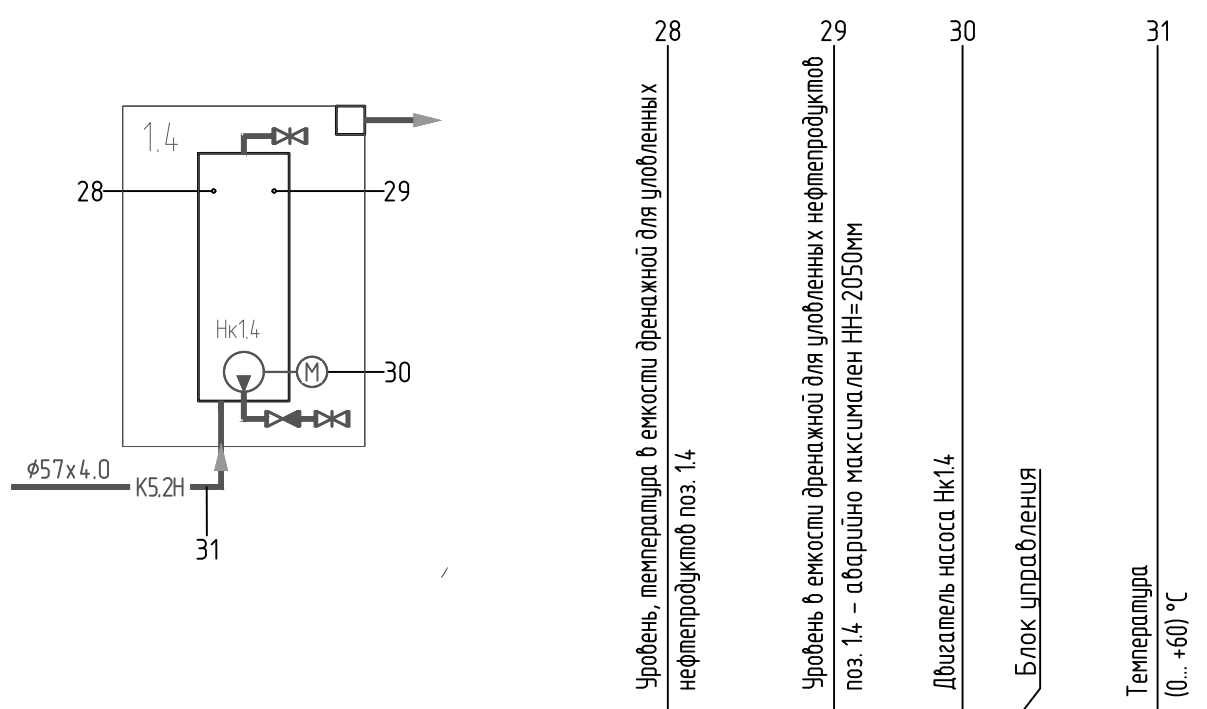 1.4
28
29
Нк1.4
М
30
⌀57х4.0
К5.2Н
31
28
29
30
31
Уровень, температура в емкости дренажной для уловленных
нефтепродуктов поз. 1.4
Уровень в емкости дренажной для уловленных нефтепродуктов
поз. 1.4 – аварийно максимален НН=2050мм
Двигатель насоса Нк1.4
Блок управления
Температура
(0... +60) °С